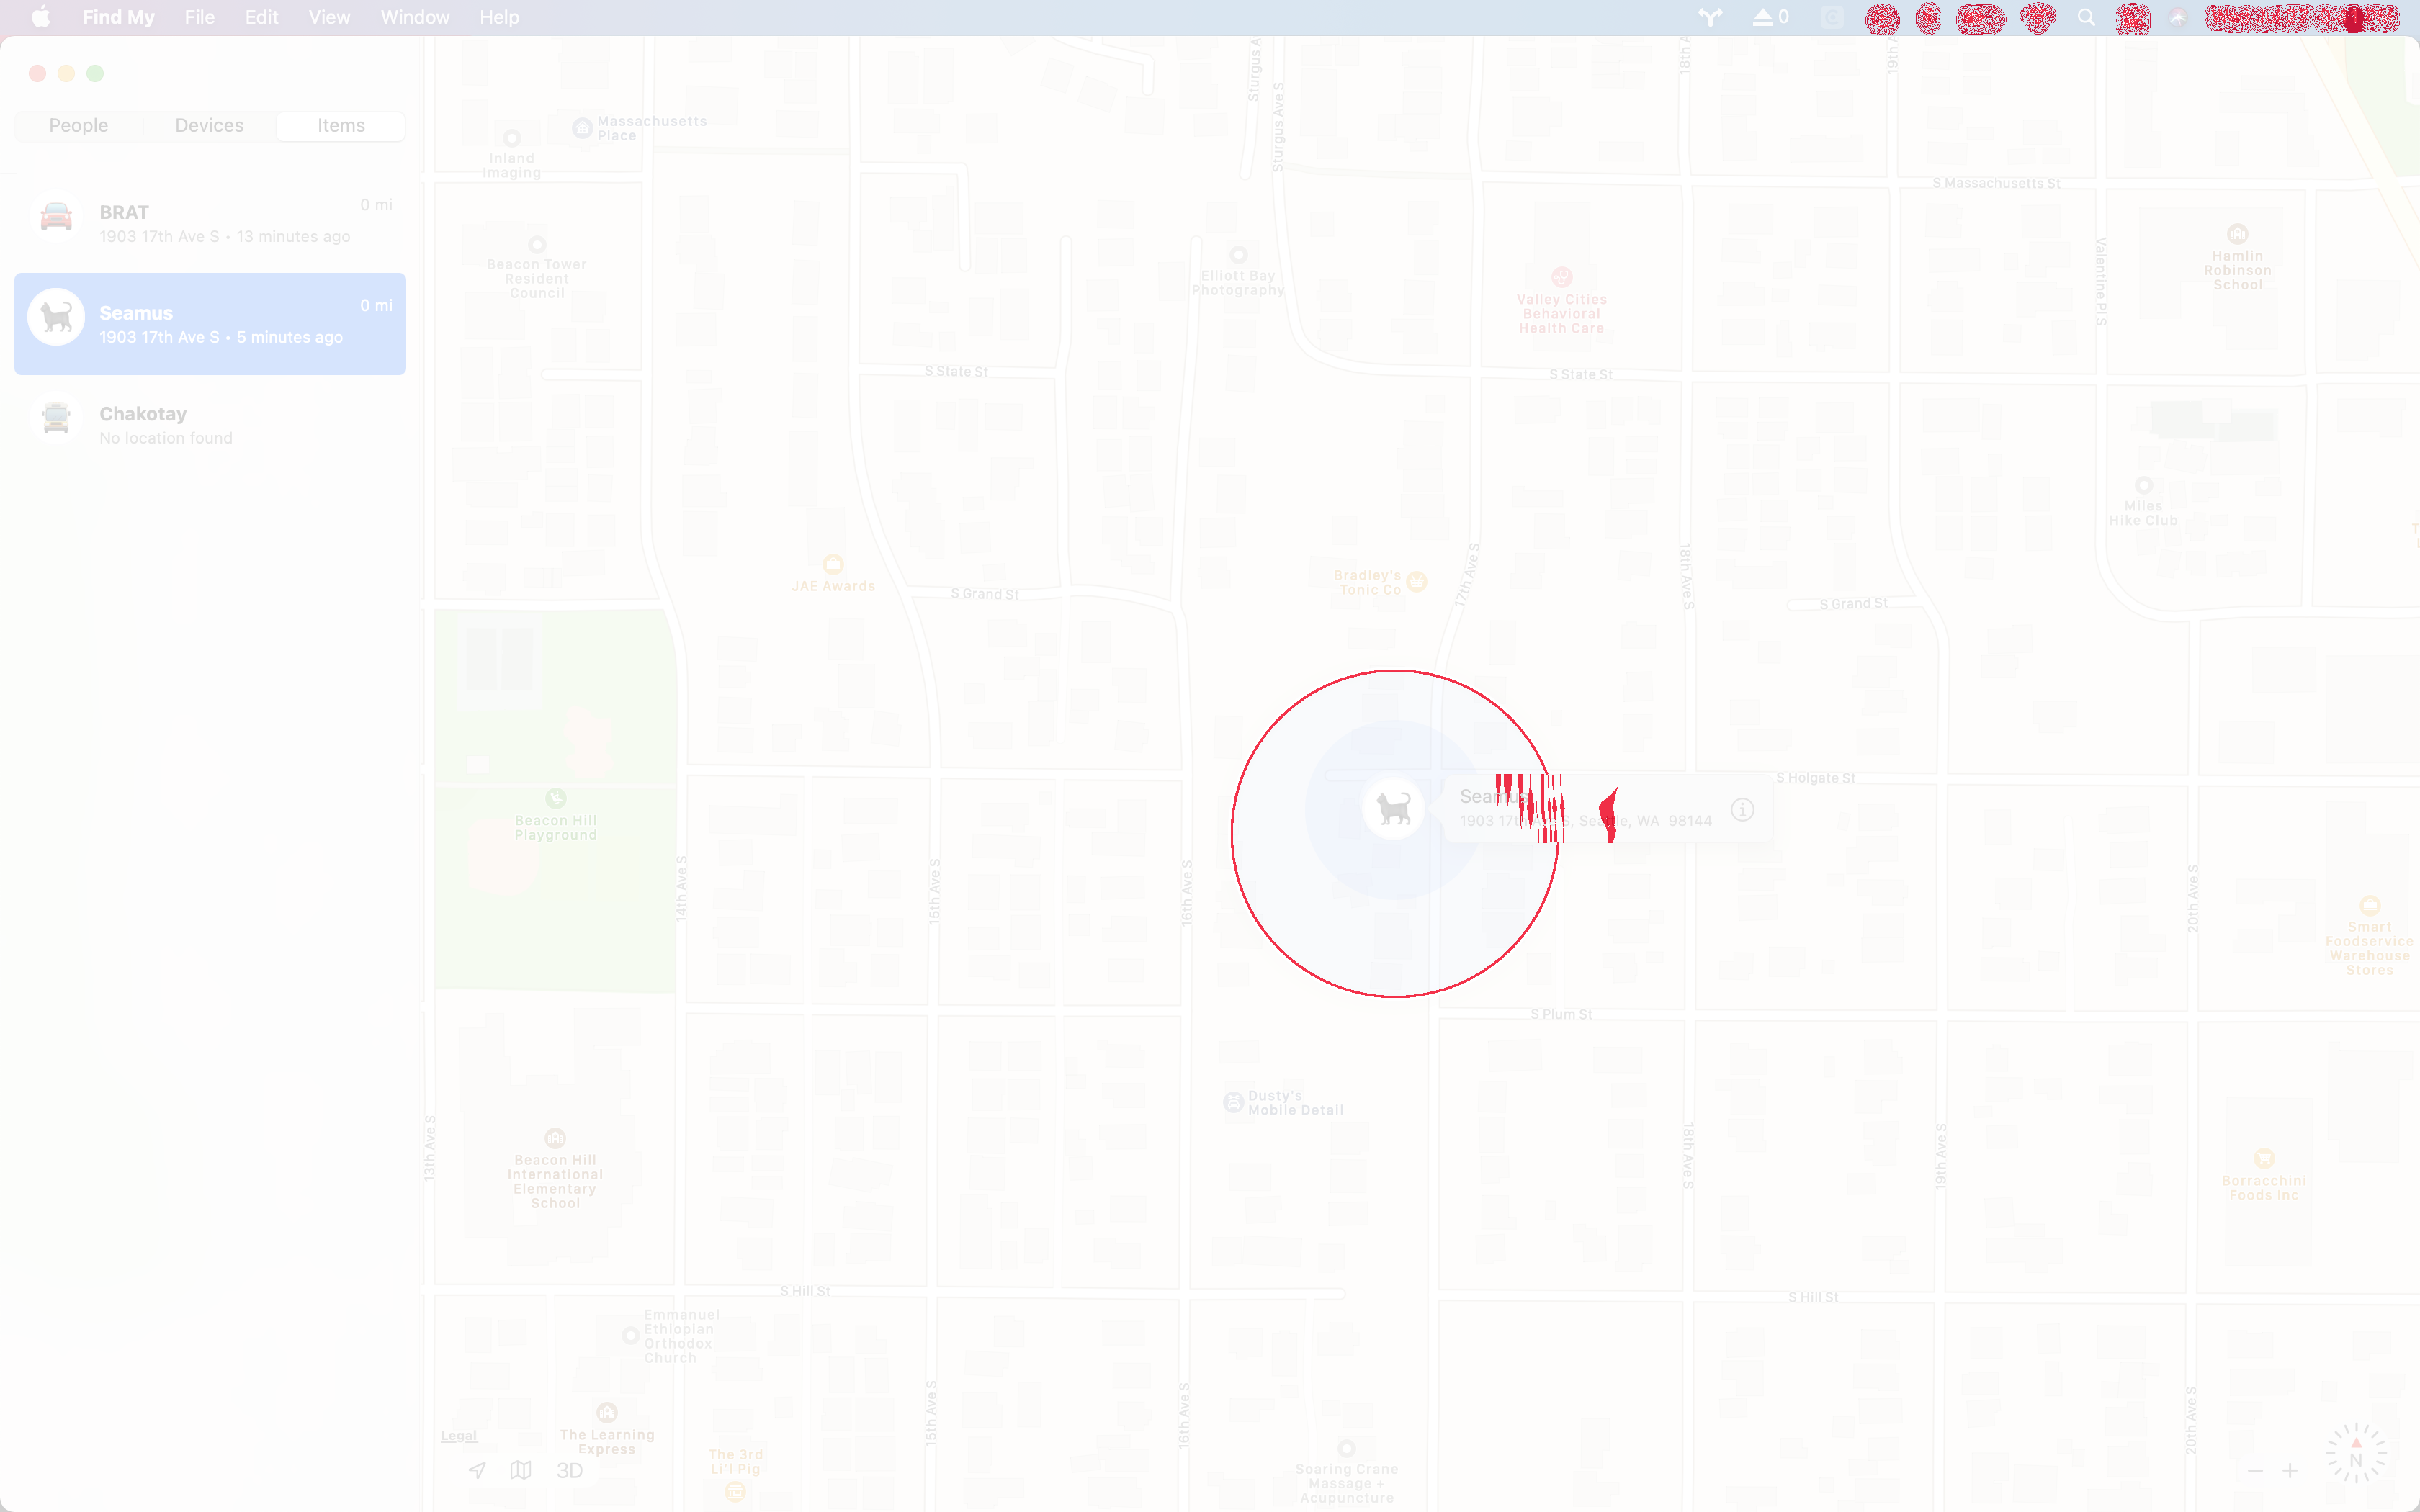 Find My File Edit View Window Help 0
People Devices Items
BRAT 0 mi
1903 17th Ave S • 13 minutes ago
Seamus 0 mi
1903 17th Ave S • 5 minutes ago
Chakotay
No location found
Massachusetts
Place
Inland
Imaging
Sturgus Ave S
S Massachusetts St
Beacon Tower
Resident
Council
Elliott Bay
Photography
Valley Cities
Behavioral
Health Care
Valentine Pl S
Hamlin
Robinson
School
S State St
S State St
Miles
Hike Club
JAE Awards
Bradley's
Tonic Co
17th Ave S
18th Ave S
S Grand St
S Grand St
S Holgate St
Seamus
1903 17th Ave S, Seattle, WA 98144
Beacon Hill
Playground
14th Ave S
15th Ave S
16th Ave S
20th Ave S
Smart
Foodservice
Warehouse
Stores
S Plum St
Dusty's
Mobile Detail
13th Ave S
Beacon Hill
International
Elementary
School
18th Ave S
19th Ave S
Borracchini
Foods Inc
S Hill St
S Hill St
Emmanuel
Ethiopian
Orthodox
Church
15th Ave S
16th Ave S
20th Ave S
The Learning
Express
The 3rd
Li'l Pig
Soaring Crane
Massage +
Acupuncture
Legal
3D
N